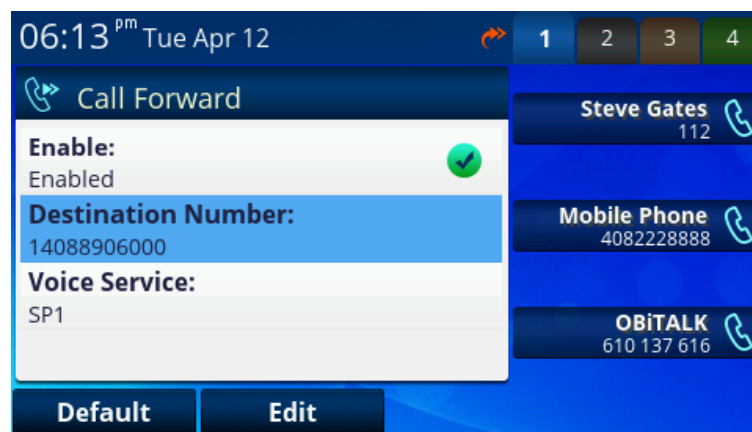 06:13 pm Tue Apr 12
1 2 3 4
Call Forward
Enable:
Enabled
Destination Number:
14088906000
Voice Service:
SP1
Steve Gates
112
Mobile Phone
4082228888
OBiTALK
610 137 616
Default Edit